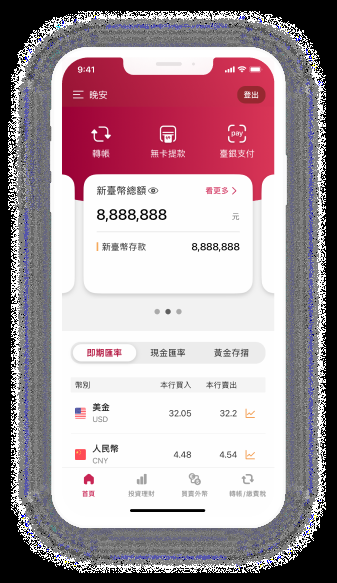 9:41
晚安 登出
轉帳 無卡提款 臺銀支付
pay
新臺幣總額 看更多
8,888,888 元
新臺幣存款 8,888,888
即期匯率 現金匯率 黃金存摺
幣別 本行買入 本行賣出
美金 32.05 32.2
USD
人民幣 4.48 4.54
CNY
首頁 投資理財 買賣外幣 轉帳/繳費稅